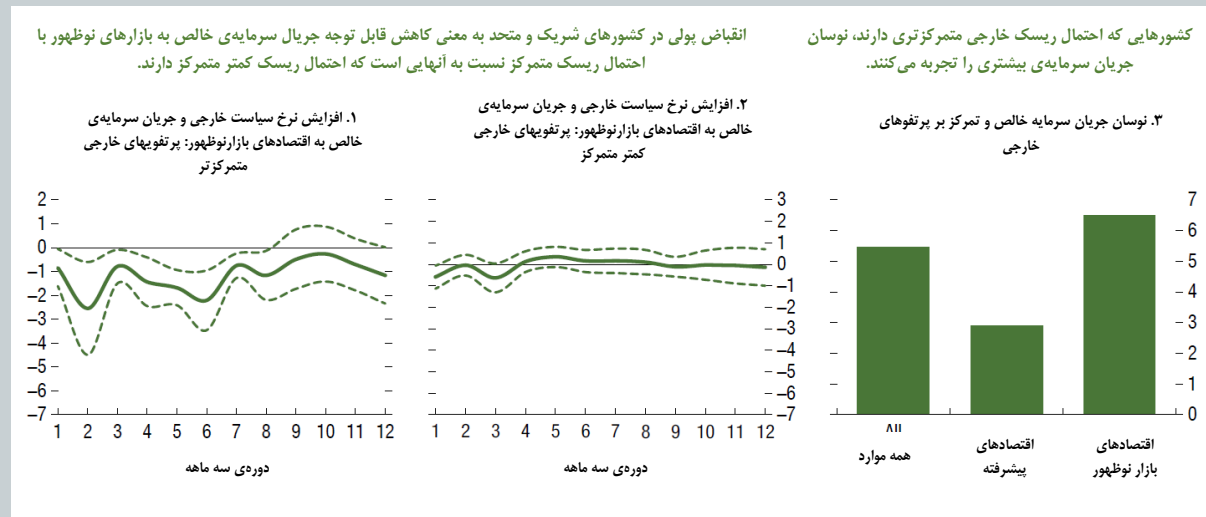 کشورهایی که احتمال ریسک خارجی متمرکزتری دارند، نوسان
جریان سرمایه‌ی بیشتری را تجربه می‌کنند.
انقباض پولی در کشورهای شریک و متحد به معنی کاهش قابل توجه جریال سرمایه‌ی خالص به بازارهای نوظهور با
احتمال ریسک متمرکز نسبت به آنهایی است که احتمال ریسک کمتر متمرکز دارند.
۳. نوسان جریان سرمایه خالص و تمرکز بر پرتفوهای
خارجی
7
6
5
4
3
2
1
0
All
همه موارد
اقتصادهای
پیشرفته
اقتصادهای
بازار نوظهور
۲. افزایش نرخ سیاست خارجی و جریان سرمایه‌ی
خالص به اقتصادهای بازارنوظهور: پرتفویهای خارجی
کمتر متمرکز
3
2
1
0
–1
–2
–3
–4
–5
–6
–7
1 2 3 4 5 6 7 8 9 10 11 12
دوره‌ی سه ماهه
۱. افزایش نرخ سیاست خارجی و جریان سرمایه‌ی
خالص به اقتصادهای بازارنوظهور: پرتفویهای خارجی
متمرکزتر
2
1
0
–1
–2
–3
–4
–5
–6
–7
1 2 3 4 5 6 7 8 9 10 11 12
دوره‌ی سه ماهه